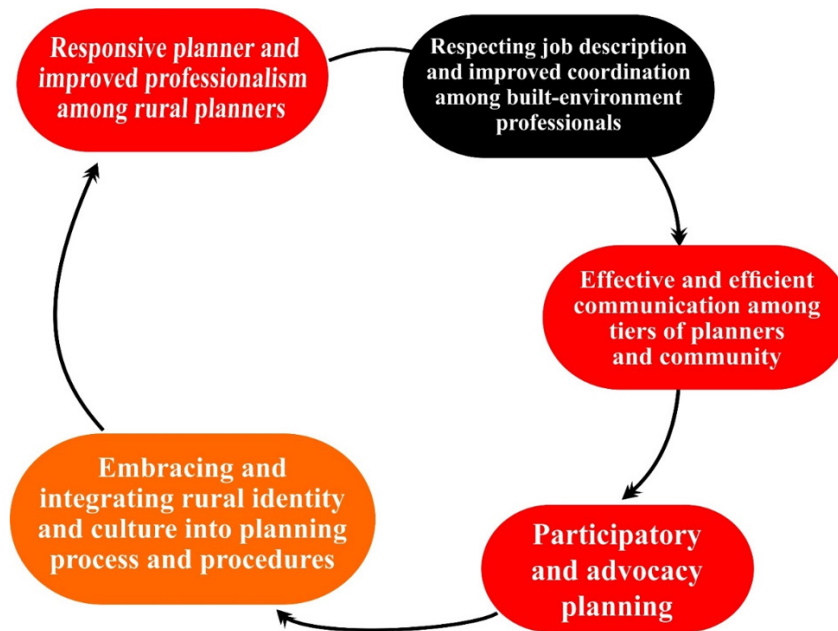 Responsive planner and
improved professionalism
among rural planners
Respecting job description
and improved coordination
among built-environment
professionals
Effective and efficient
communication among
tiers of planners
and community
Participatory
and advocacy
planning
Embracing and
integrating rural identity
and culture into planning
process and procedures